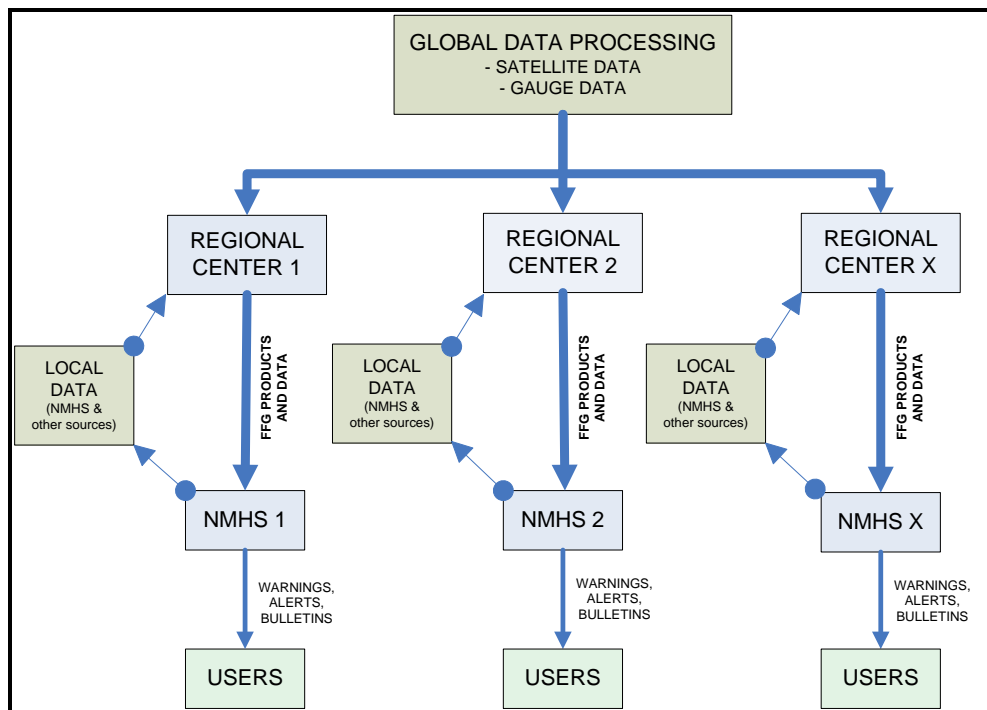 GLOBAL DATA PROCESSING
- SATELLITE DATA
- GAUGE DATA
REGIONAL
CENTER 1
REGIONAL
CENTER 2
REGIONAL
CENTER X
LOCAL
DATA
(NMHS &
other sources)
FFG PRODUCTS
AND DATA
LOCAL
DATA
(NMHS &
other sources)
FFG PRODUCTS
AND DATA
LOCAL
DATA
(NMHS &
other sources)
FFG PRODUCTS
AND DATA
NMHS 1
NMHS 2
NMHS X
WARNINGS,
ALERTS,
BULLETINS
WARNINGS,
ALERTS,
BULLETINS
WARNINGS,
ALERTS,
BULLETINS
USERS
USERS
USERS